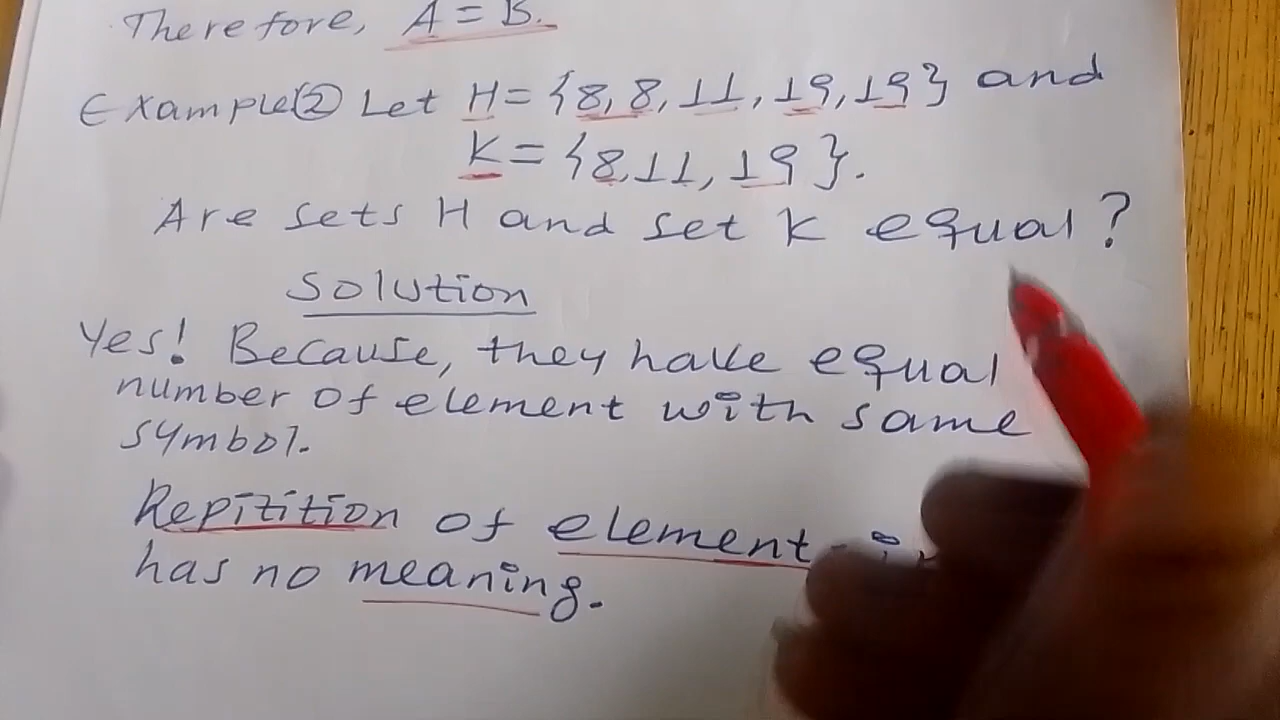 Therefore, A = B.
Example② Let H = {8, 8, 11, 19, 19} and
K = {8, 11, 19}.
Are sets H and set K equal?
Solution
Yes! Because, they have equal
number of element with same
symbol.
Repitition of element
has no meaning.